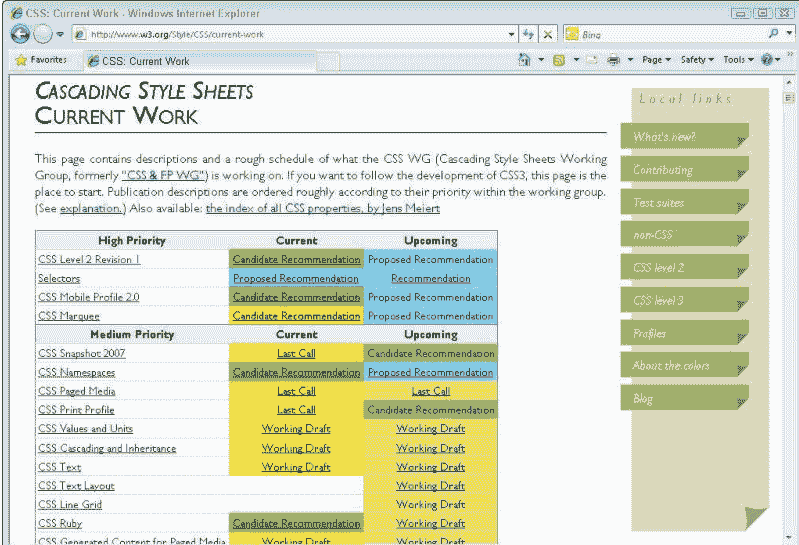 CSS: Current Work - Windows Internet Explorer
http://www.w3.org/Style/CSS/current-work
Bing
Favorites
CSS: Current Work
Page
Safety
Tools
CASCADING STYLE SHEETS
CURRENT WORK
This page contains descriptions and a rough schedule of what the CSS WG (Cascading Style Sheets Working
Group, formerly "CSS & FP WG") is working on. If you want to follow the development of CSS3, this page is the
place to start. Publication descriptions are ordered roughly according to their priority within the working group.
(See explanation.) Also available: the index of all CSS properties, by Jens Meiert
High Priority Current Upcoming
CSS Level 2 Revision 1 Candidate Recommendation Proposed Recommendation
Selectors Proposed Recommendation Recommendation
CSS Mobile Profile 2.0 Candidate Recommendation Proposed Recommendation
CSS Marquee Candidate Recommendation Proposed Recommendation
Medium Priority Current Upcoming
CSS Snapshot 2007 Last Call Candidate Recommendation
CSS Namespaces Candidate Recommendation Proposed Recommendation
CSS Paged Media Last Call Last Call
CSS Print Profile Last Call Candidate Recommendation
CSS Values and Units Working Draft Working Draft
CSS Cascading and Inheritance Working Draft Working Draft
CSS Text Working Draft Working Draft
CSS Text Layout Working Draft
CSS Line Grid Working Draft
CSS Ruby Candidate Recommendation Working Draft
CSS Generated Content for Paged Media Working Draft Working Draft
Local links
What's new?
Contributing
Test suites
non-CSS
CSS level 2
CSS level 3
Profiles
About the colors
Blog